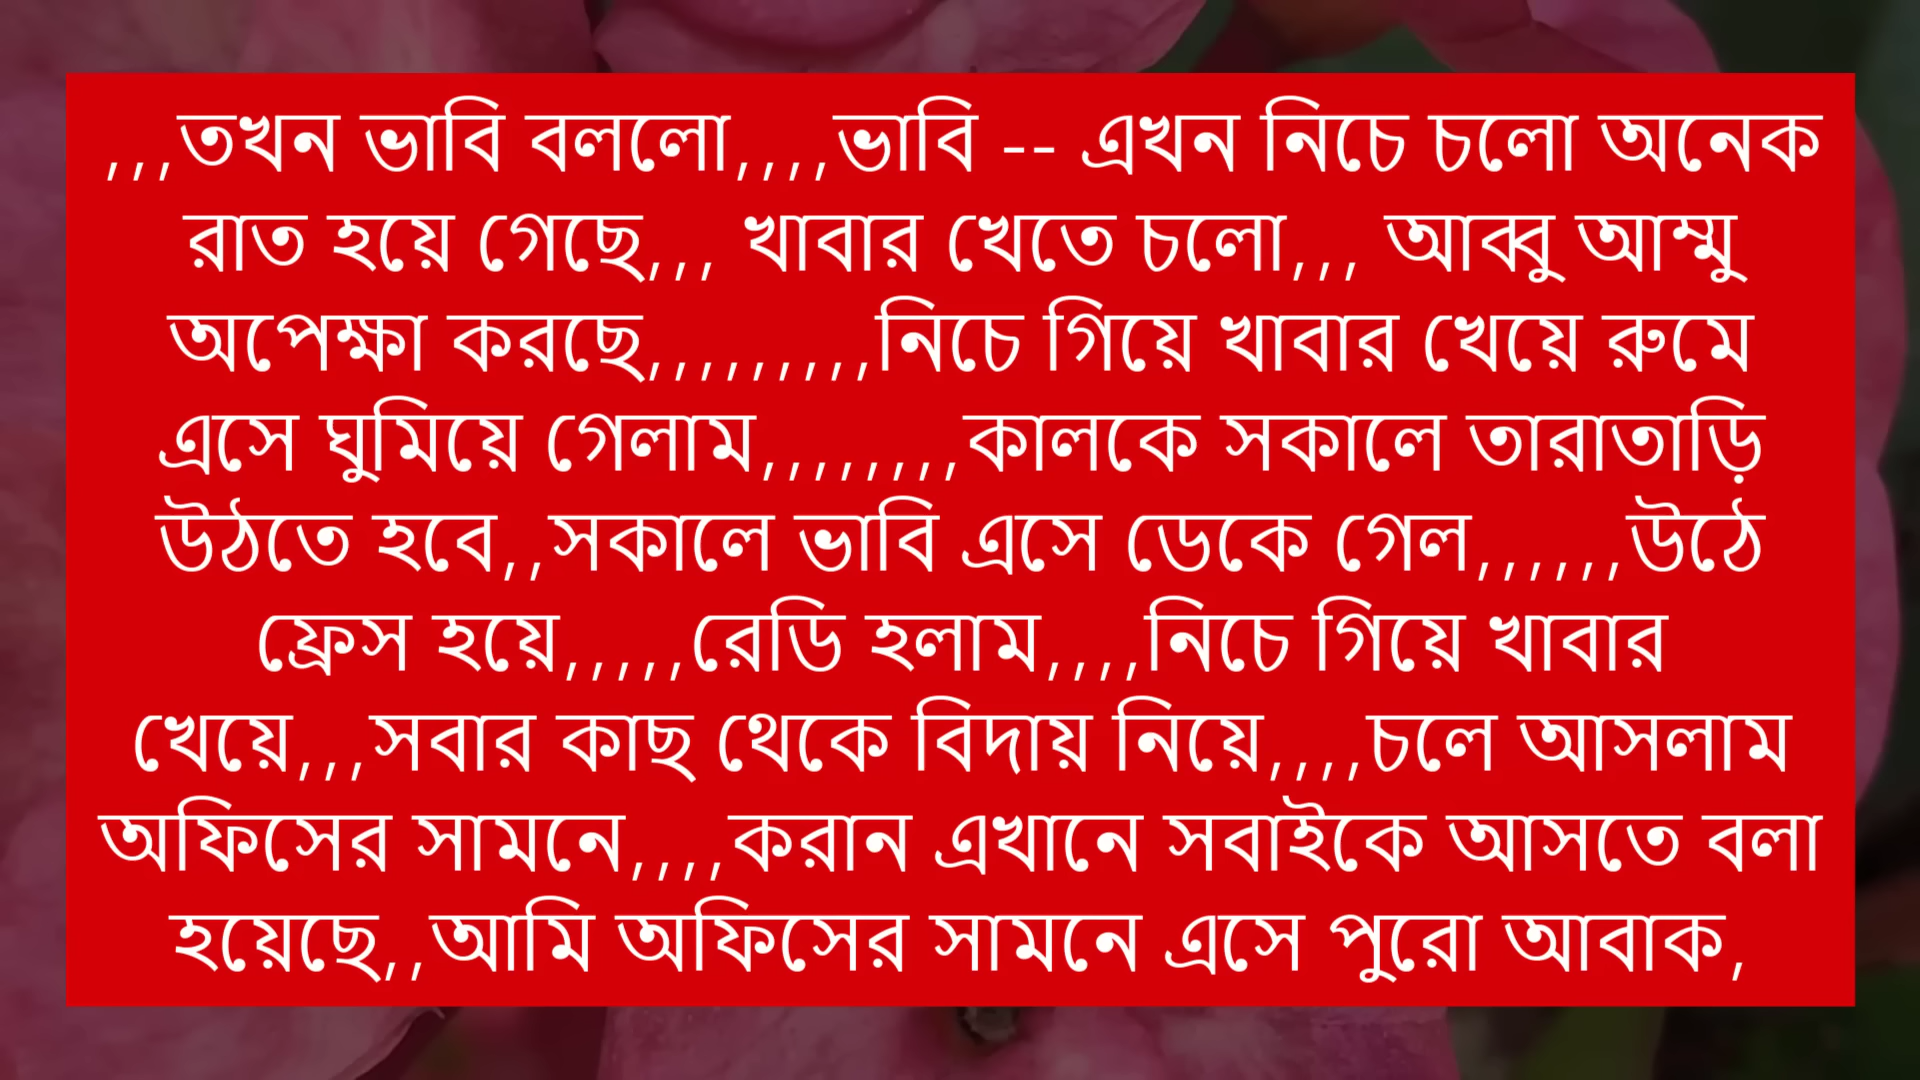 ,,,তখন ভাবি বললো,,,,ভাবি -- এখন নিচে চলো অনেক
রাত হয়ে গেছে,,, খাবার খেতে চলো,,, আব্বু আম্মু
অপেক্ষা করছে,,,,,,,,,নিচে গিয়ে খাবার খেয়ে রুমে
এসে ঘুমিয়ে গেলাম,,,,,,,,কালকে সকালে তারাতাড়ি
উঠতে হবে,,সকালে ভাবি এসে ডেকে গেল,,,,,,উঠে
ফ্রেস হয়ে,,,,,রেডি হলাম,,,,নিচে গিয়ে খাবার
খেয়ে,,,সবার কাছ থেকে বিদায় নিয়ে,,,,চলে আসলাম
অফিসের সামনে,,,,করান এখানে সবাইকে আসতে বলা
হয়েছে,,আমি অফিসের সামনে এসে পুরো আবাক,